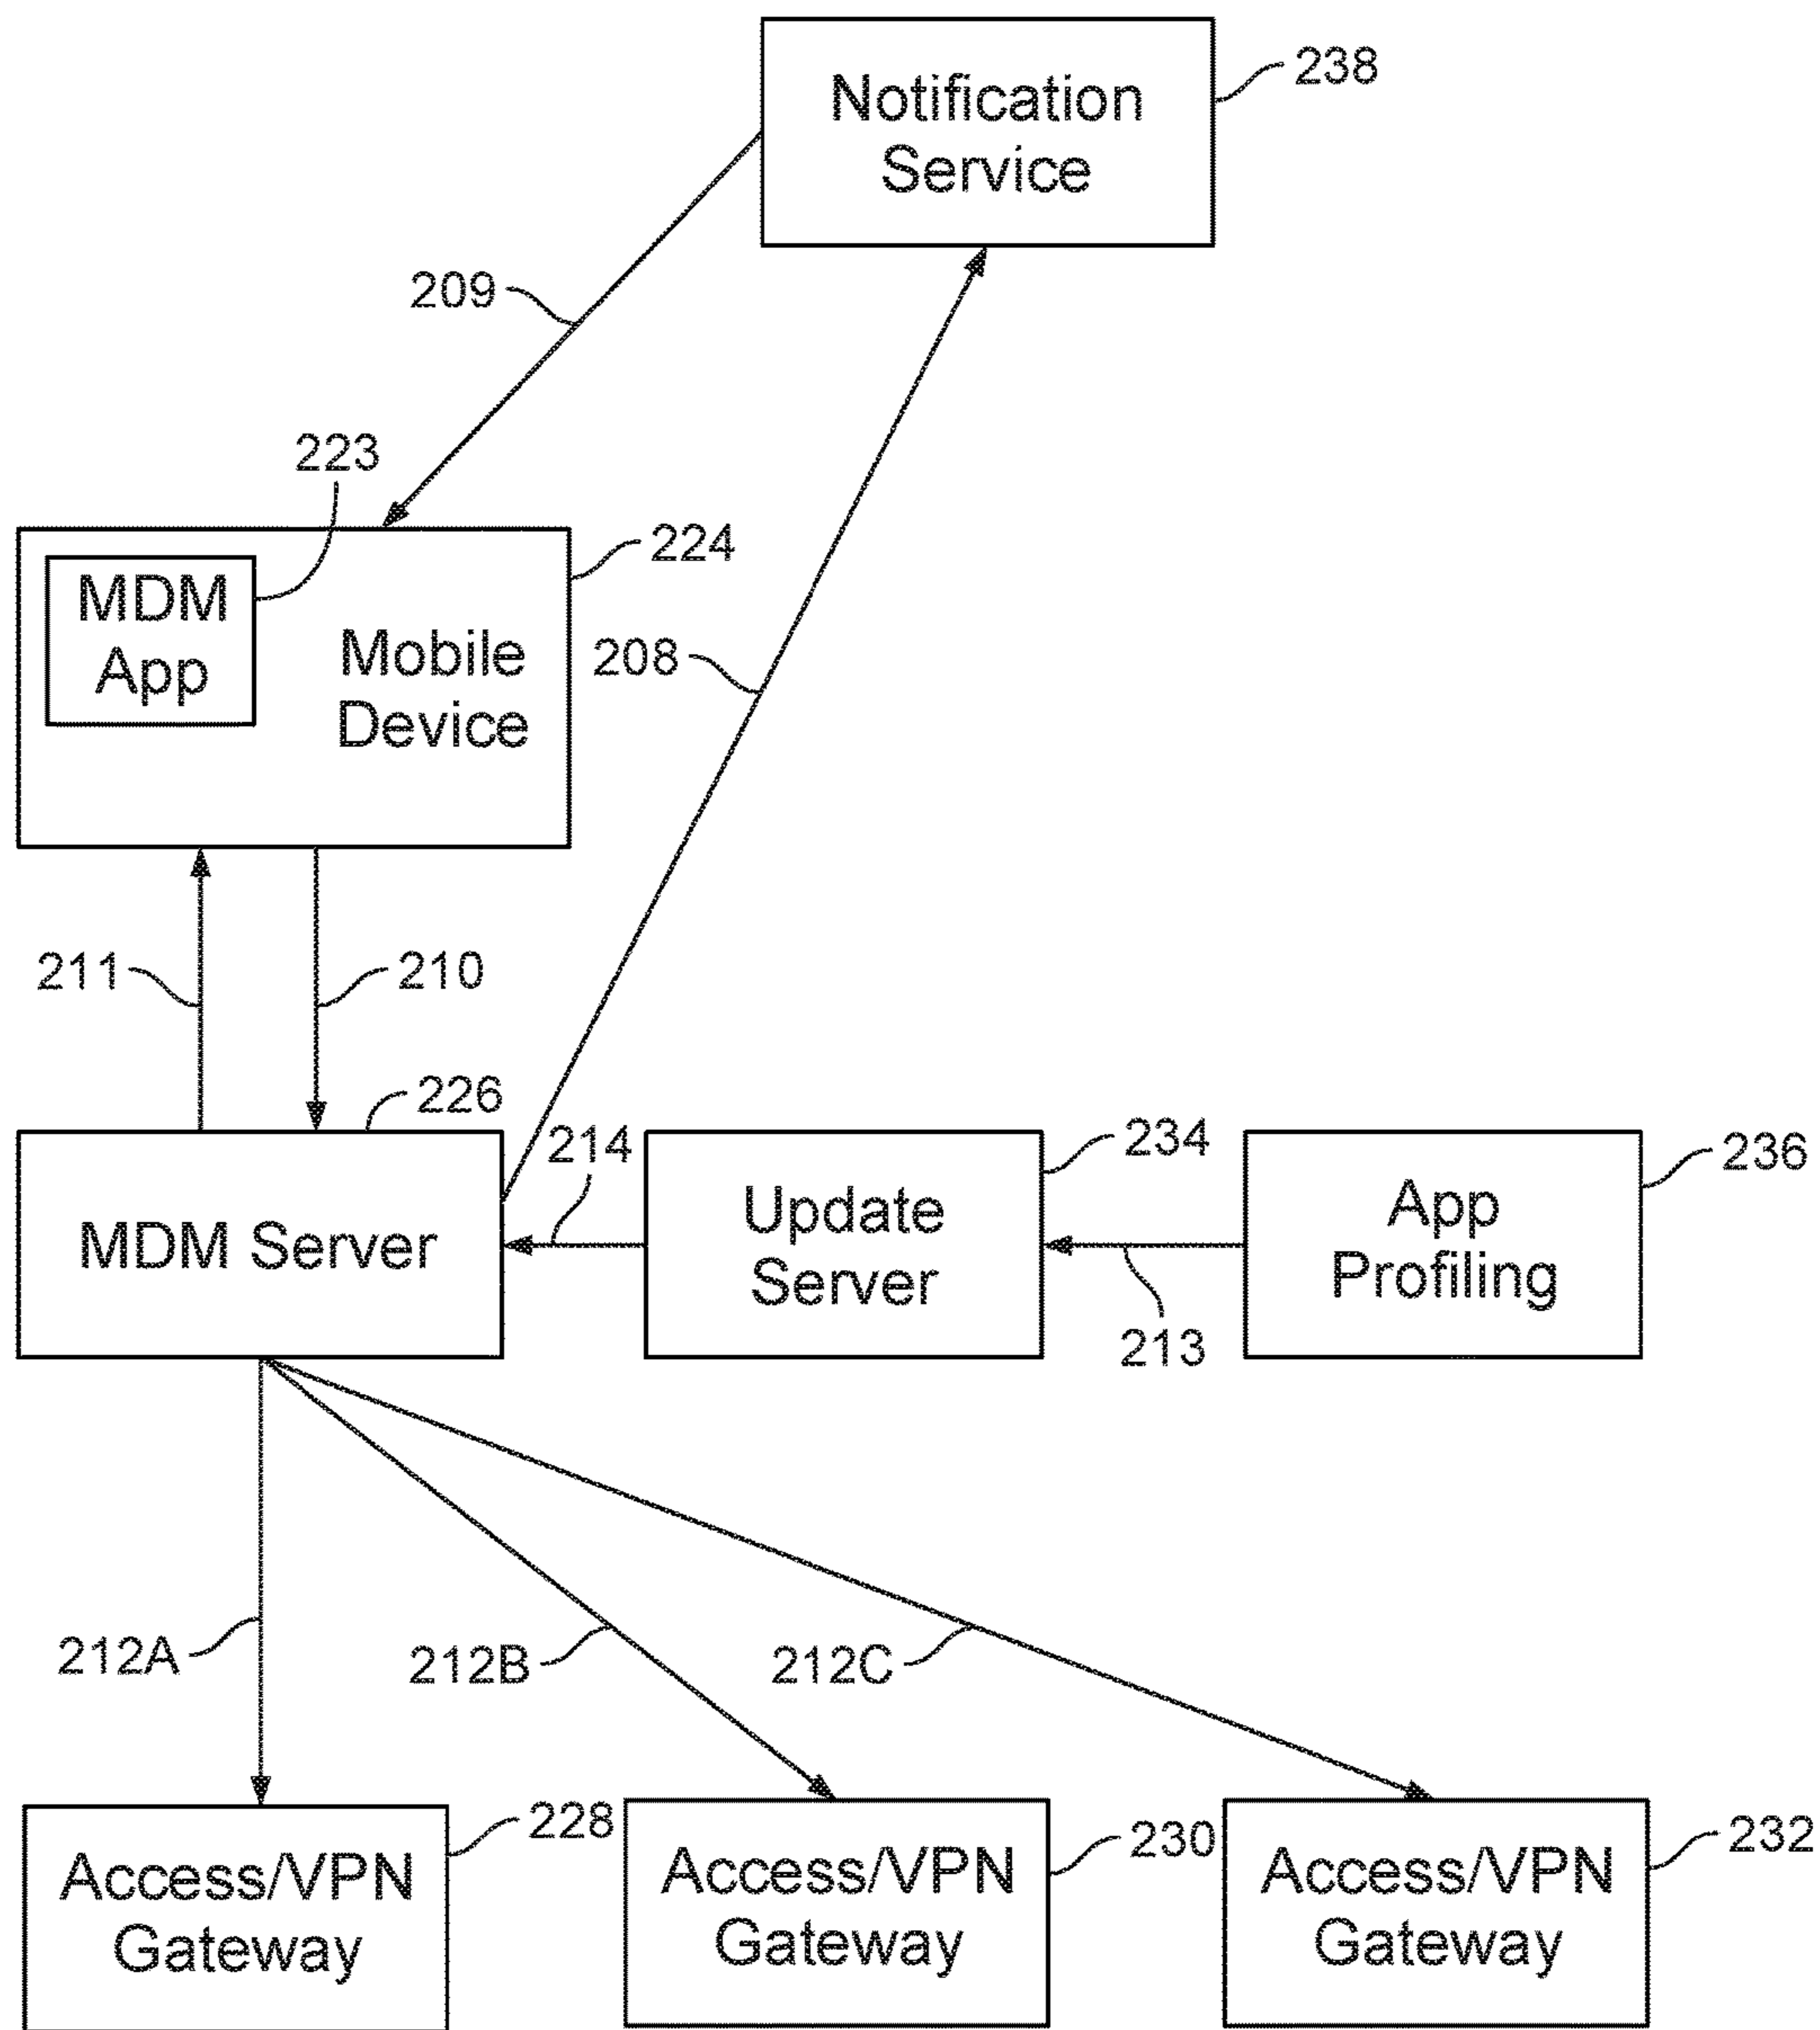 Notification
Service
238
209
223
224
MDM
App
Mobile
Device
208
211
210
226
214
234
236
MDM Server
Update
Server
App
Profiling
213
212A
212B
212C
228
230
232
Access/VPN
Gateway
Access/VPN
Gateway
Access/VPN
Gateway